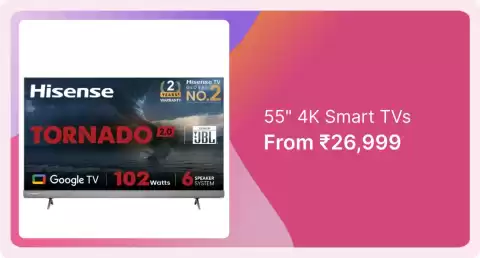 Hisense
2
YEARS
WARRANTY
Hisense TV
NO.2
TORNADO 2.0
JBL
Google TV
102 Watts
6 SPEAKER
SYSTEM
55" 4K Smart TVs
From ₹26,999